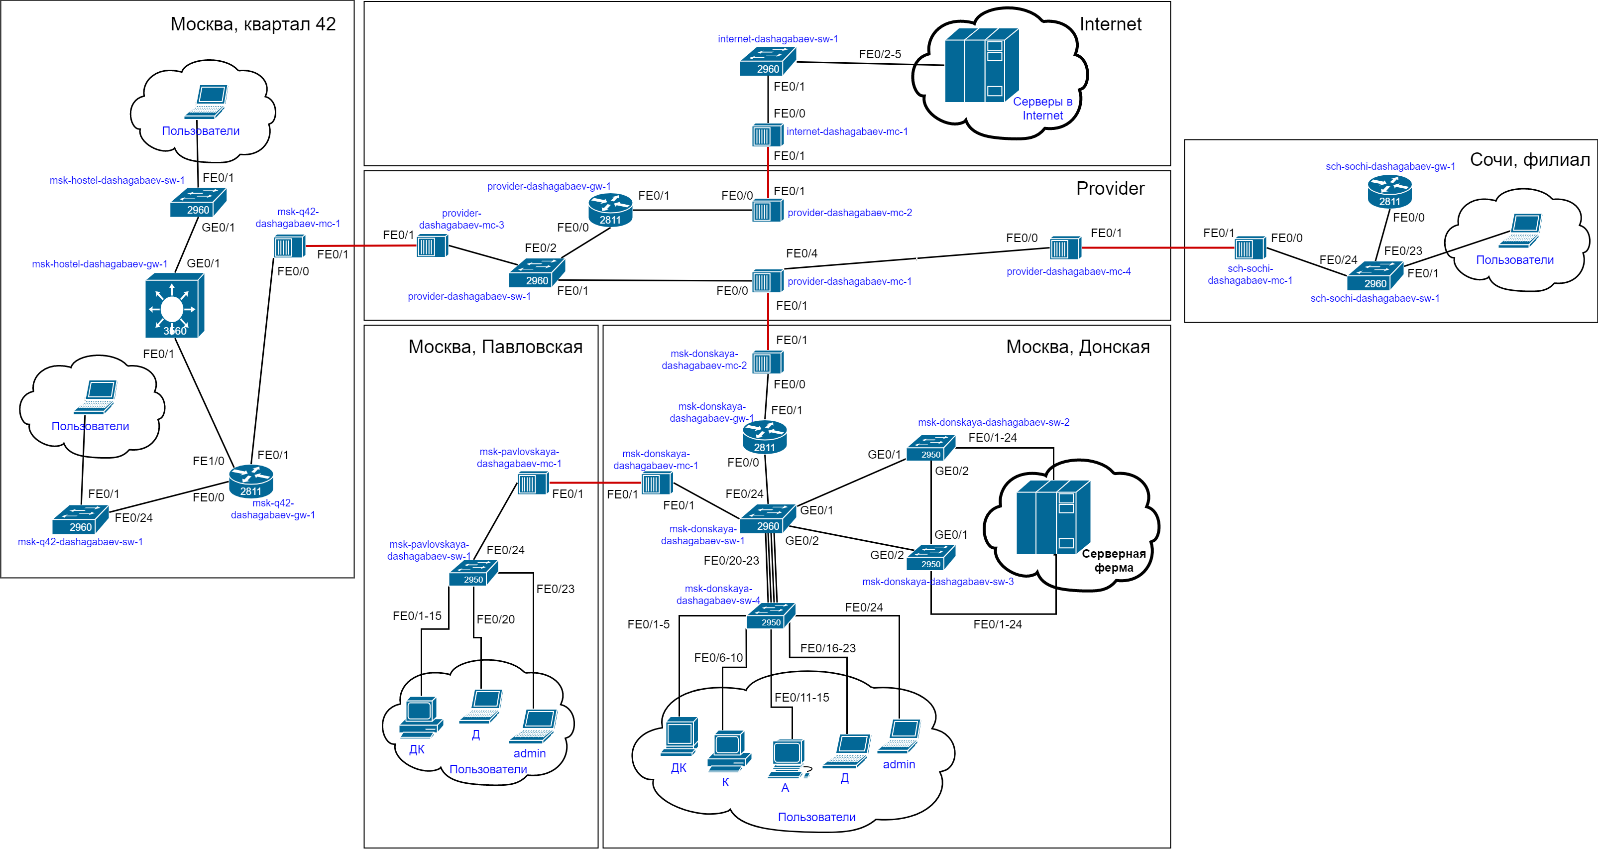 Москва, квартал 42
Пользователи
msk-hostel-dashagabaev-sw-1
FE0/1
2960
GE0/1
msk-q42-
dashagabaev-mc-1
FE0/1
FE0/0
msk-hostel-dashagabaev-gw-1
GE0/1
3560
FE0/1
Пользователи
FE1/0
FE0/1
FE0/0
2811
msk-q42-
dashagabaev-gw-1
FE0/1
FE0/24
2960
msk-q42-dashagabaev-sw-1
Internet
internet-dashagabaev-sw-1
2960
FE0/2-5
FE0/1
Серверы в
Internet
FE0/0
internet-dashagabaev-mc-1
FE0/1
Provider
provider-dashagabaev-gw-1
2811
FE0/1
FE0/0
FE0/0
FE0/1
provider-dashagabaev-mc-2
provider-
dashagabaev-mc-3
FE0/1
FE0/2
2960
provider-dashagabaev-sw-1
FE0/1
FE0/0
FE0/4
provider-dashagabaev-mc-1
FE0/1
FE0/0
FE0/1
provider-dashagabaev-mc-4
Сочи, филиал
sch-sochi-dashagabaev-gw-1
2811
FE0/0
FE0/1
FE0/0
sch-sochi-
dashagabaev-mc-1
FE0/24
FE0/23
FE0/1
2960
sch-sochi-dashagabaev-sw-1
Пользователи
Москва, Павловская
msk-pavlovskaya-
dashagabaev-mc-1
FE0/1
msk-pavlovskaya-
dashagabaev-sw-1
FE0/24
2950
FE0/23
FE0/1-15
FE0/20
ДК
Д
admin
Пользователи
Москва, Донская
FE0/1
msk-donskaya-
dashagabaev-mc-2
FE0/0
msk-donskaya-
dashagabaev-gw-1
FE0/1
2811
FE0/0
msk-donskaya-
dashagabaev-mc-1
FE0/1
FE0/1
FE0/24
GE0/1
2960
GE0/2
msk-donskaya-
dashagabaev-sw-1
FE0/20-23
msk-donskaya-dashagabaev-sw-2
GE0/1
2950
FE0/1-24
GE0/2
GE0/1
GE0/2
2950
msk-donskaya-dashagabaev-sw-3
FE0/1-24
Серверная
ферма
msk-donskaya-
dashagabaev-sw-4
2950
FE0/24
FE0/1-5
FE0/6-10
FE0/16-23
FE0/11-15
ДК
К
А
Д
admin
Пользователи